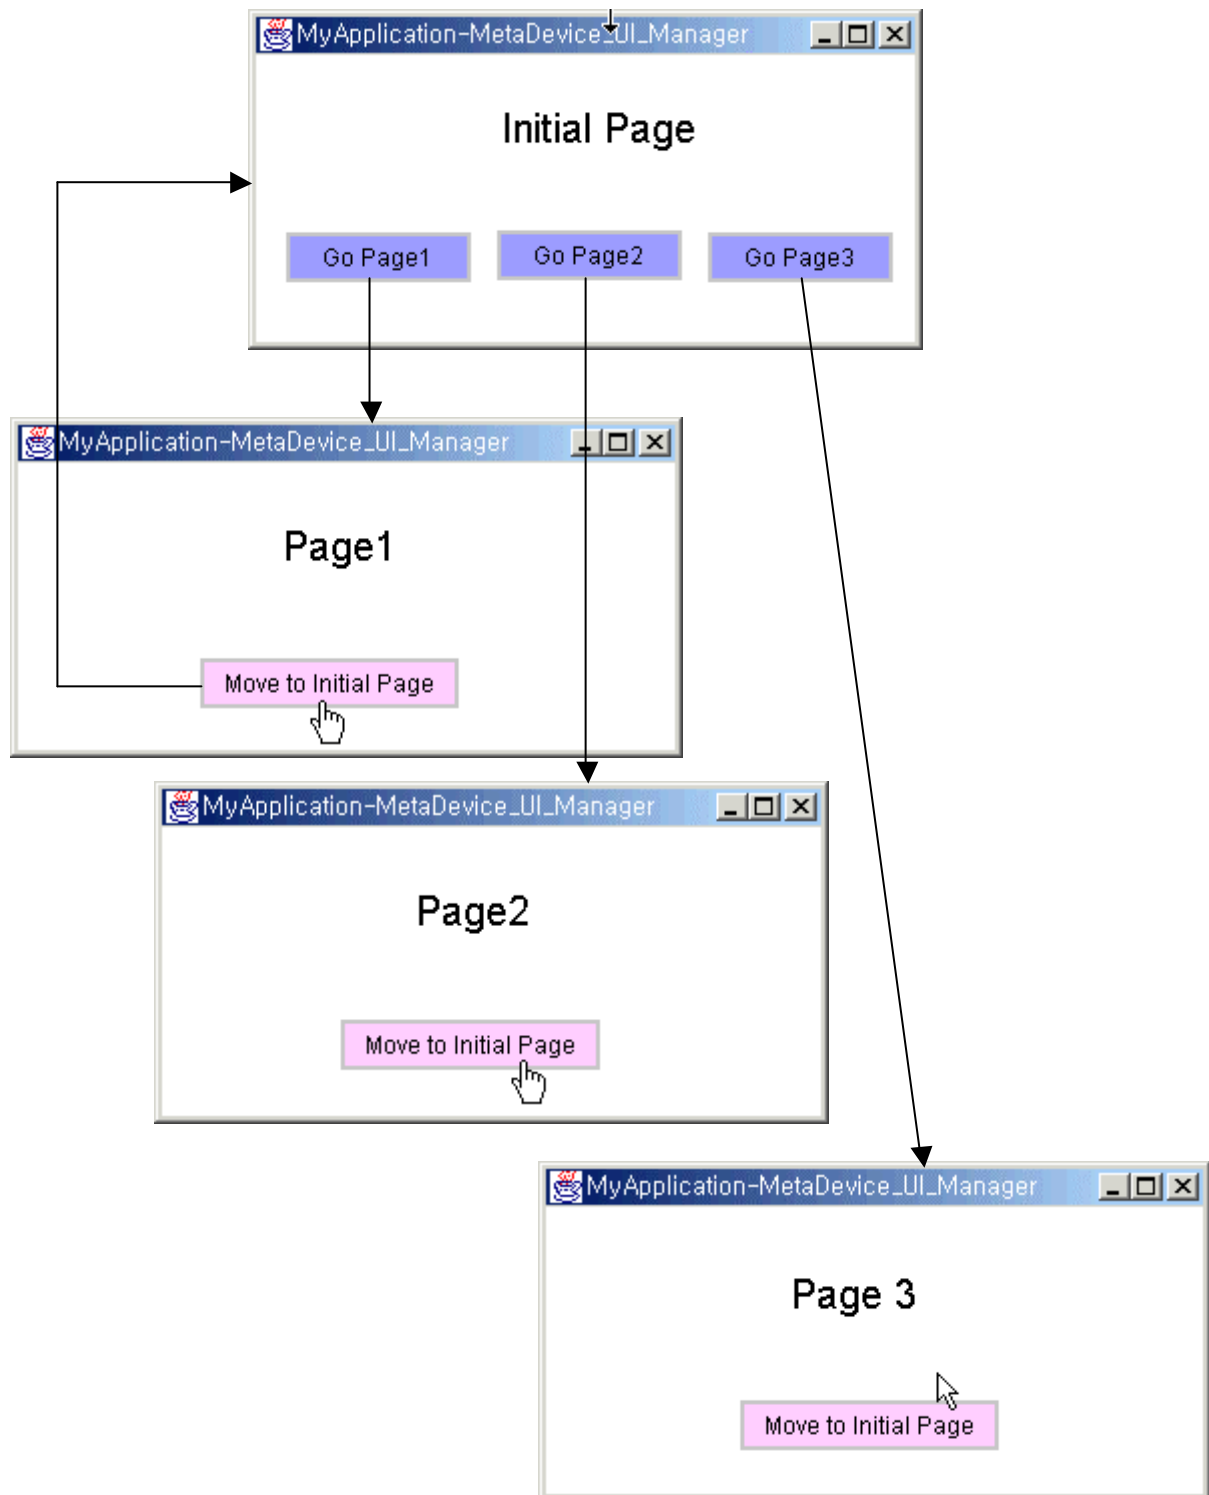 MyApplication-MetaDevice_UI_Manager
Initial Page
Go Page1
Go Page2
Go Page3
MyApplication-MetaDevice_UI_Manager
Page1
Move to Initial Page
MyApplication-MetaDevice_UI_Manager
Page2
Move to Initial Page
MyApplication-MetaDevice_UI_Manager
Page 3
Move to Initial Page